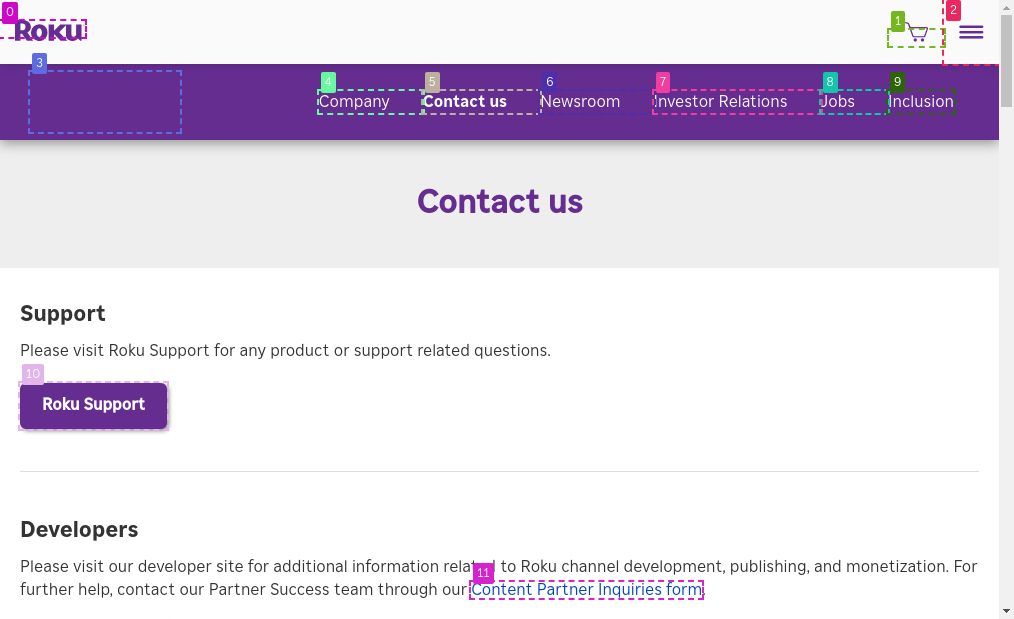 0
Roku
1
2
3
4
Company
5
Contact us
6
Newsroom
7
Investor Relations
8
Jobs
9
Inclusion
Contact us
Support
Please visit Roku Support for any product or support related questions.
10
Roku Support
Developers
Please visit our developer site for additional information related to Roku channel development, publishing, and monetization. For
11
further help, contact our Partner Success team through our Content Partner Inquiries form.